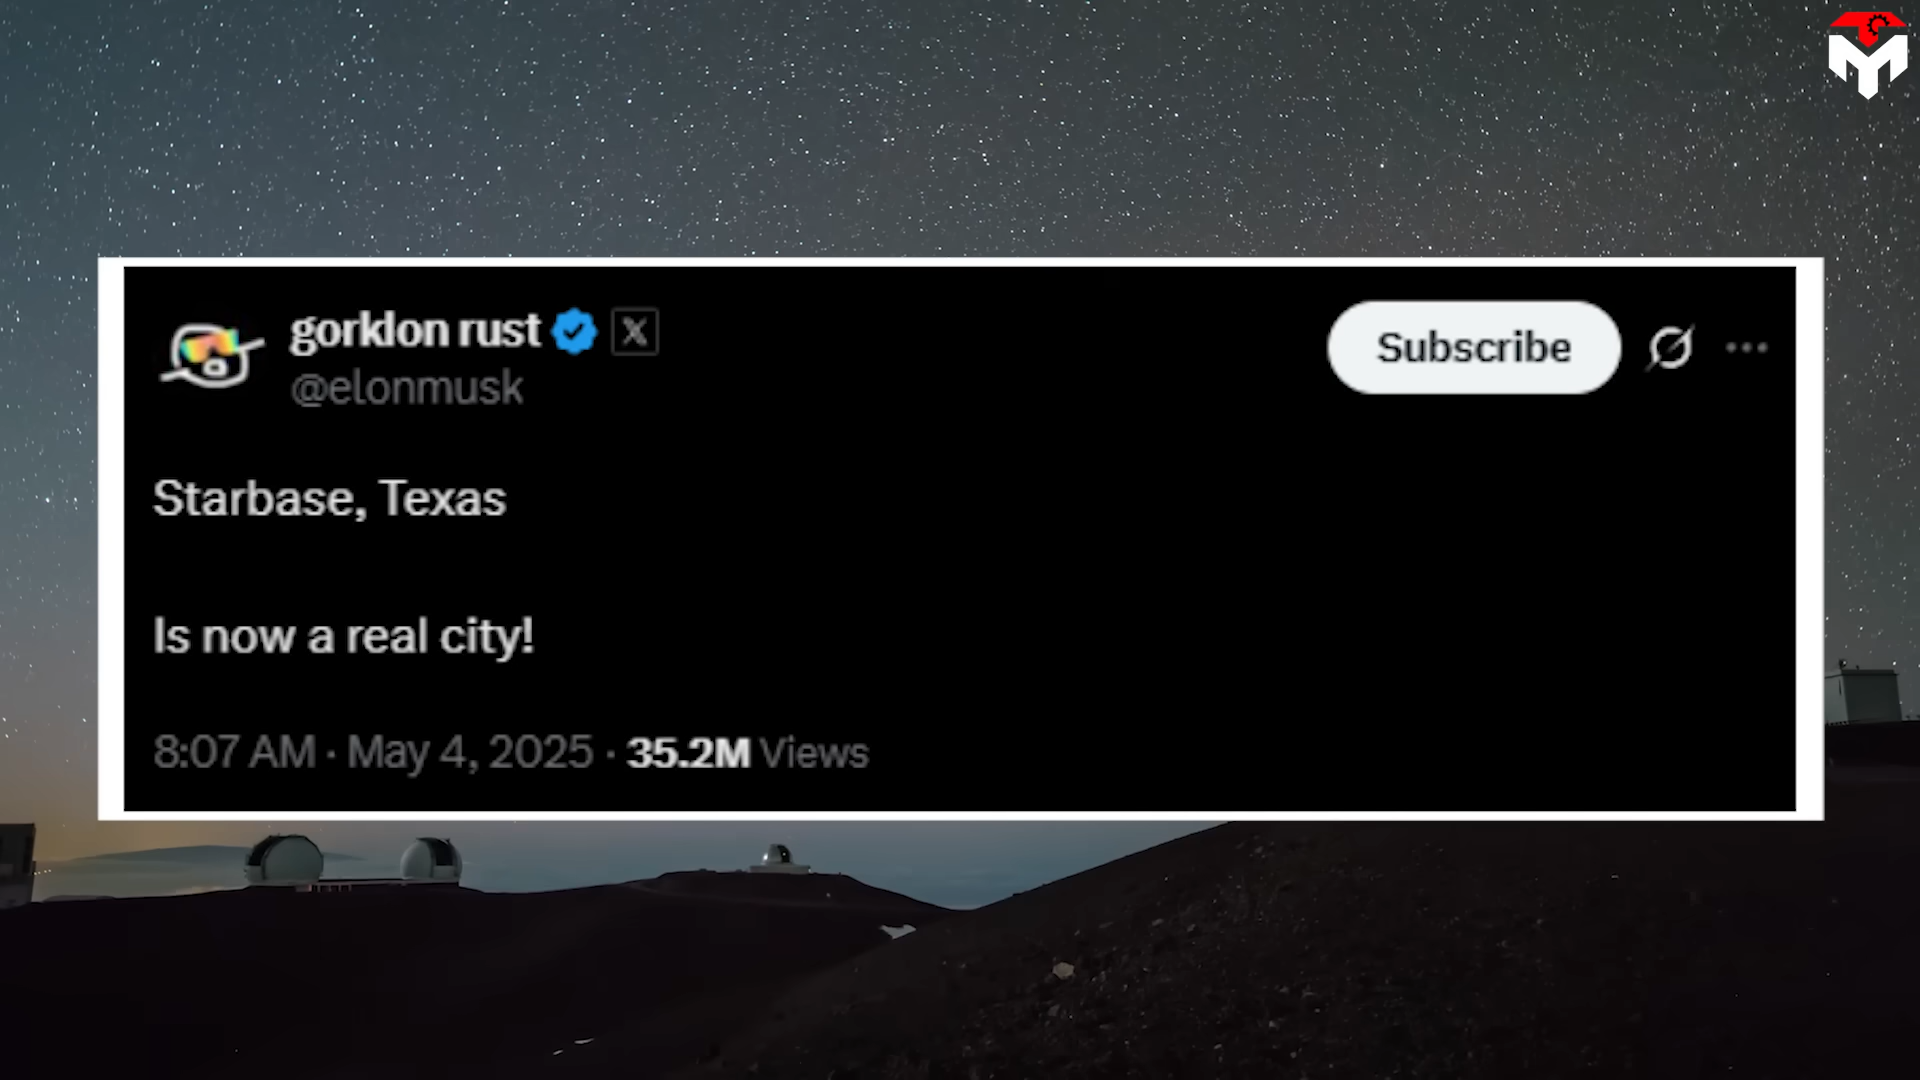 gorklon rust
@elonmusk
Subscribe
Starbase, Texas
Is now a real city!
8:07 AM · May 4, 2025 · 35.2M Views